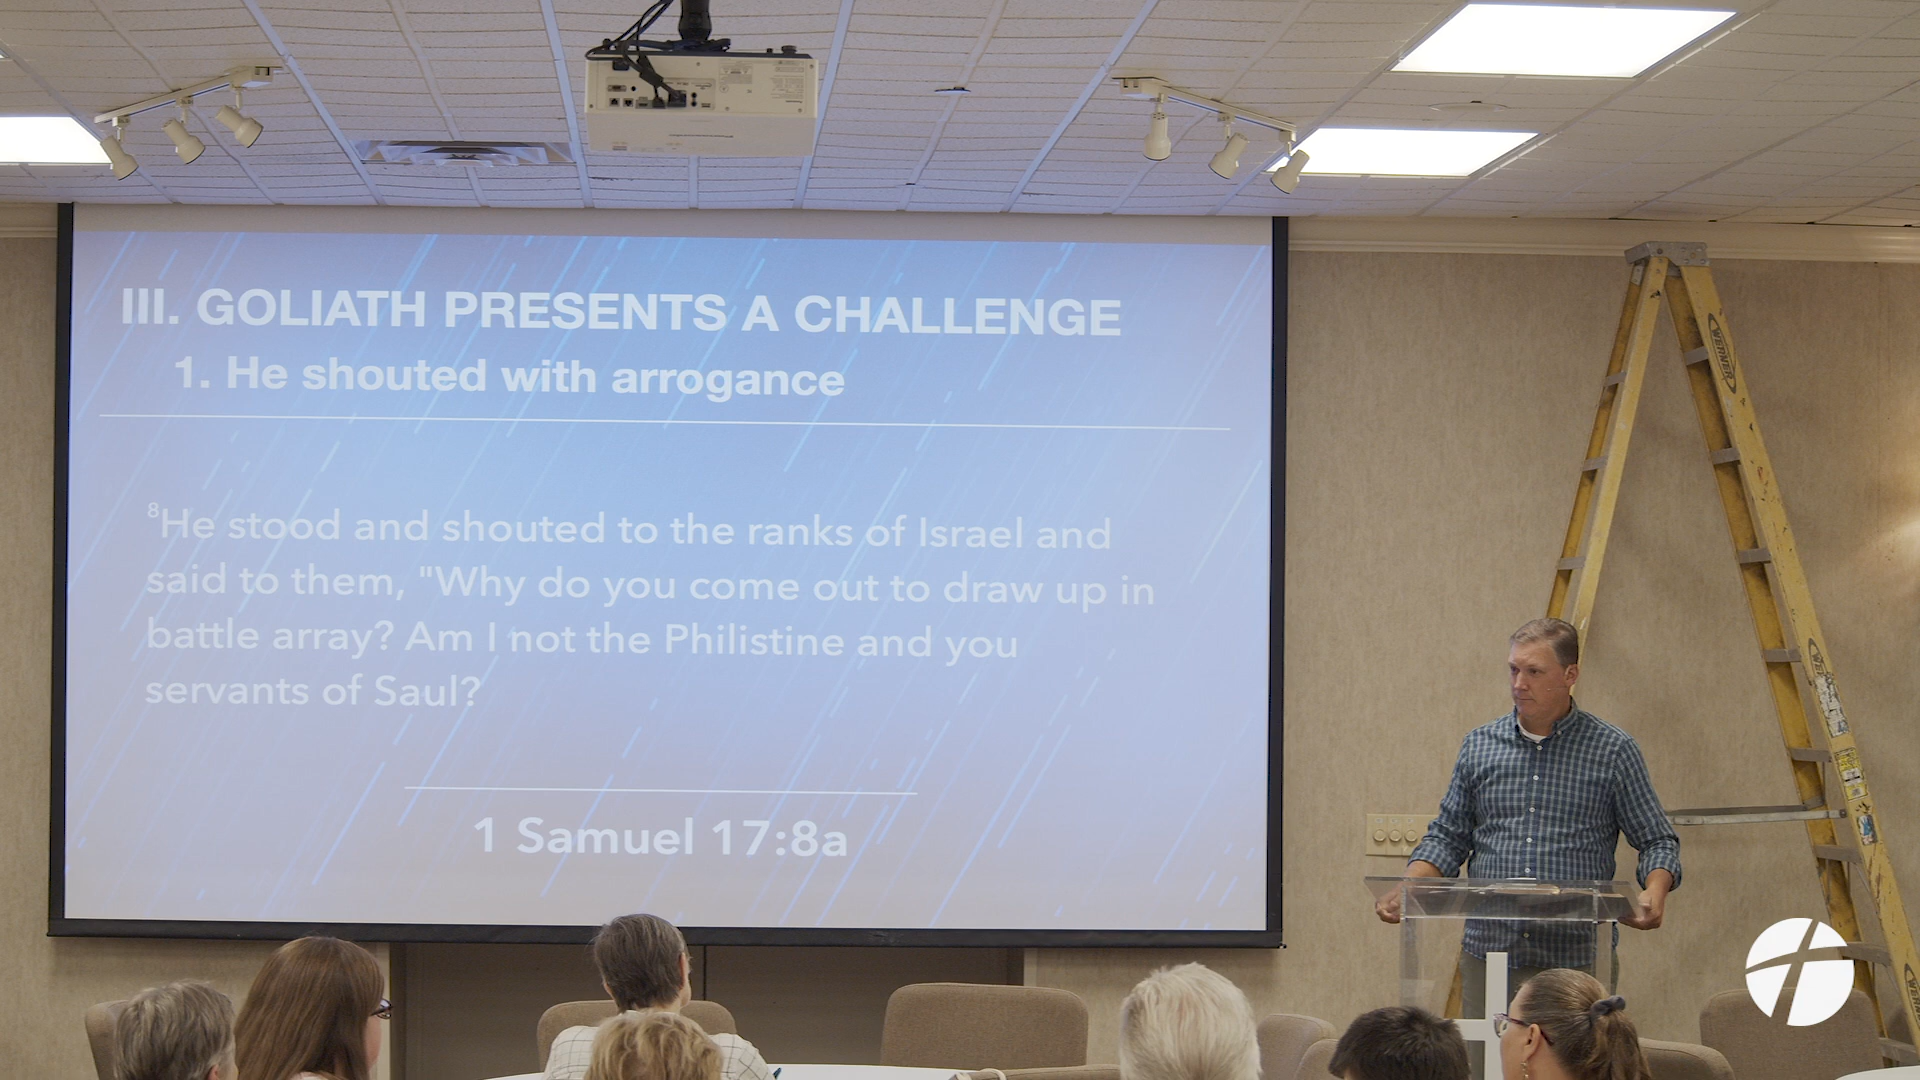 III. GOLIATH PRESENTS A CHALLENGE
1. He shouted with arrogance
8He stood and shouted to the ranks of Israel and
said to them, "Why do you come out to draw up in
battle array? Am I not the Philistine and you
servants of Saul?
1 Samuel 17:8a
WERNER